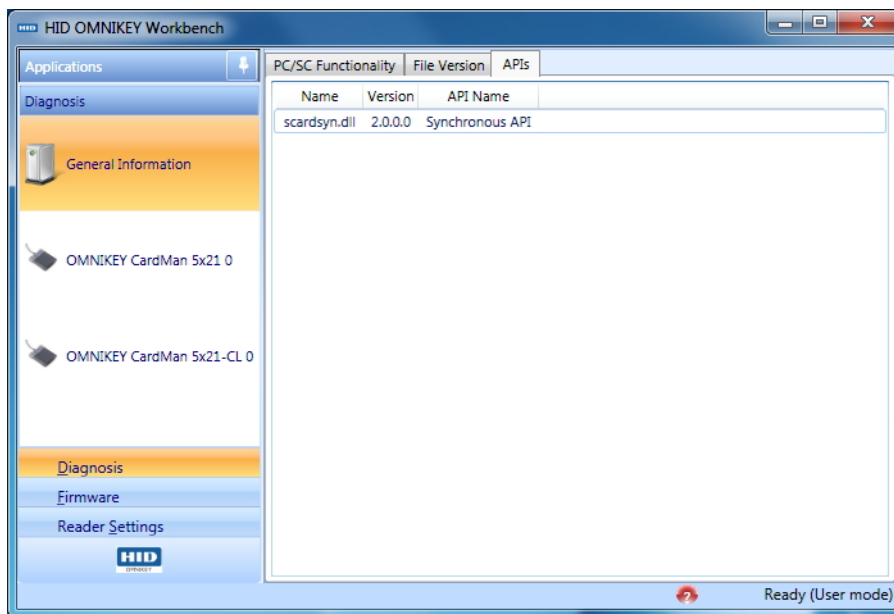 HID HID OMNIKEY Workbench
Applications
Diagnosis
General Information
OMNIKEY CardMan 5x21 0
OMNIKEY CardMan 5x21-CL 0
Diagnosis
Firmware
Reader Settings
HID
OMNIKEY
PC/SC Functionality File Version APIs
Name Version API Name
scardsyn.dll 2.0.0.0 Synchronous API
? Ready (User mode)